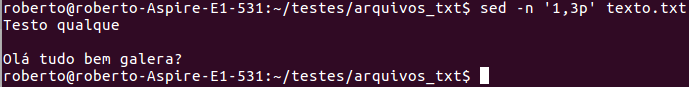 roberto@roberto-Aspire-E1-531:~/testes/arquivos_txt$ sed -n '1,3p' texto.txt
Testo qualque

Olá tudo bem galera?
roberto@roberto-Aspire-E1-531:~/testes/arquivos_txt$